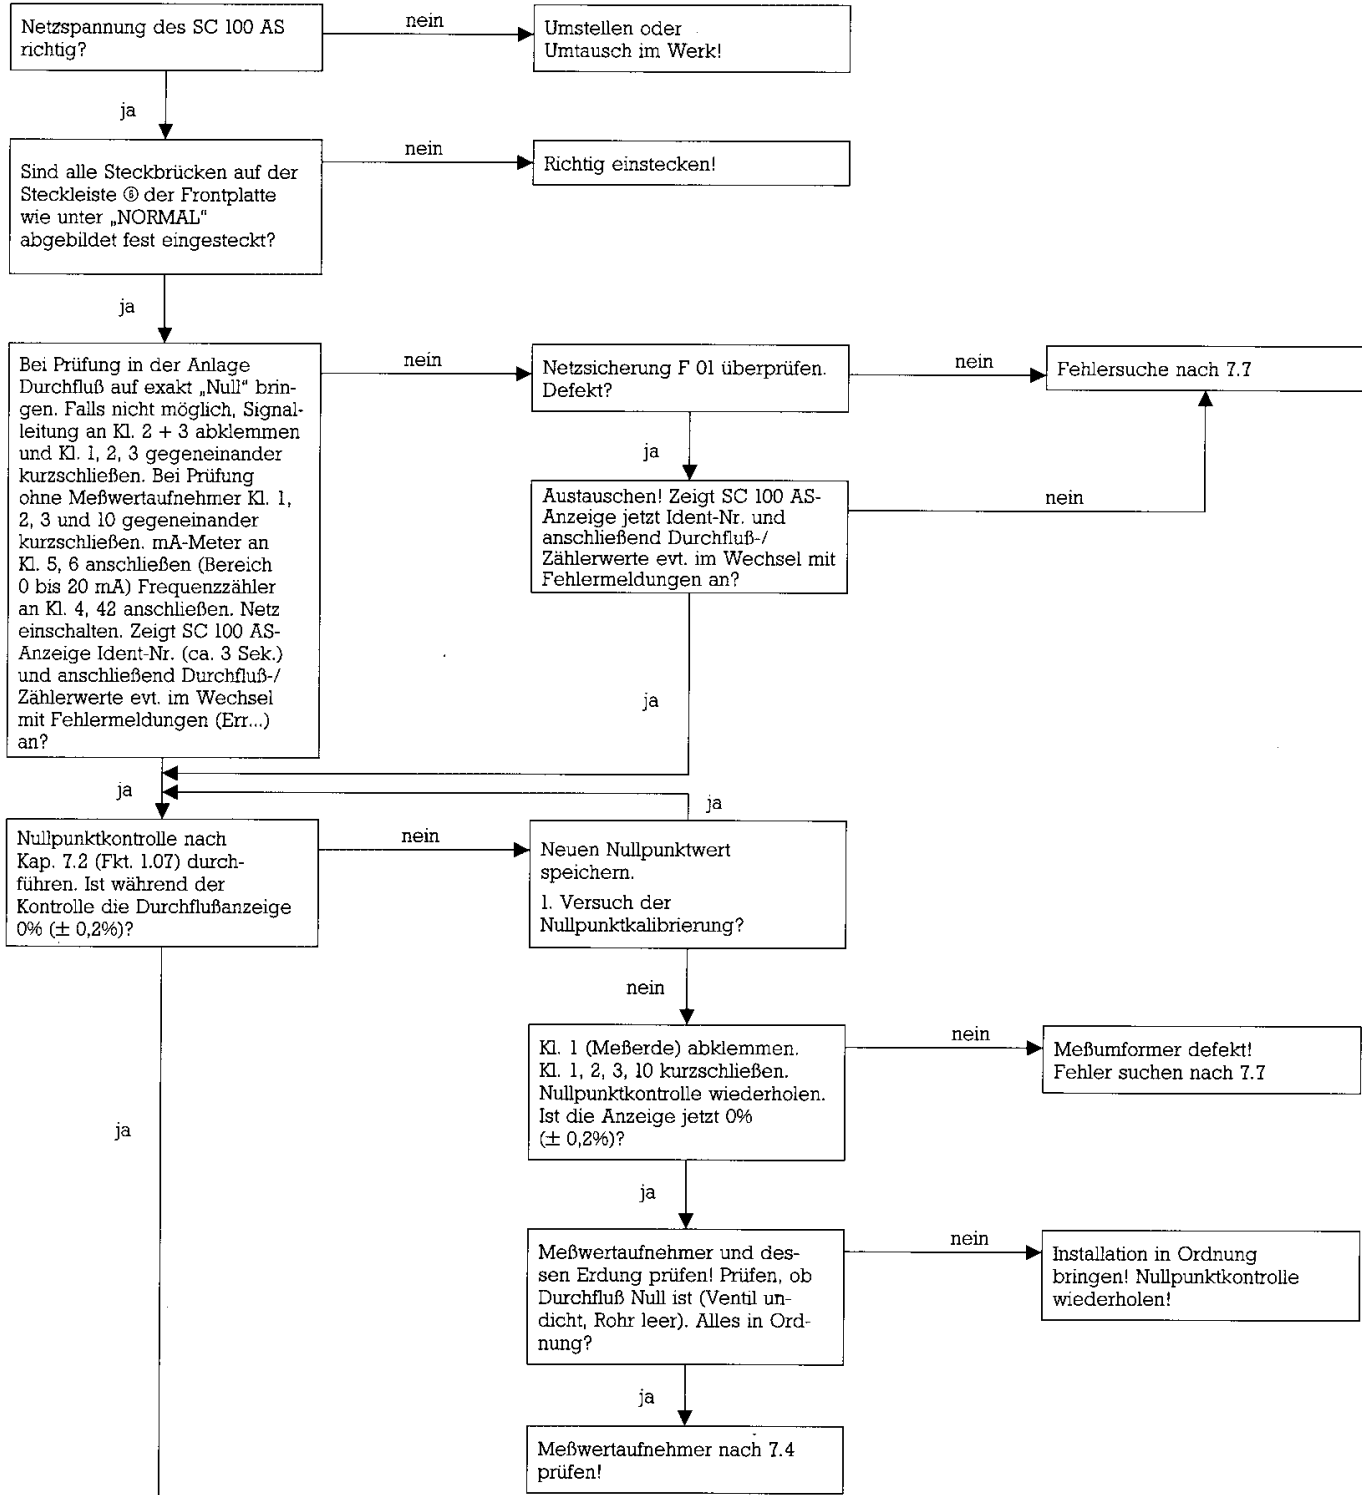 Netzspannung des SC 100 AS
richtig?
nein
Umstellen oder
Umtausch im Werk!
ja
Sind alle Steckbrücken auf der
Steckleiste ⑥ der Frontplatte
wie unter „NORMAL“
abgebildet fest eingesteckt?
nein
Richtig einstecken!
ja
Bei Prüfung in der Anlage
Durchfluß auf exakt „Null“ brin-
gen. Falls nicht möglich, Signal-
leitung an Kl. 2 + 3 abklemmen
und Kl. 1, 2, 3 gegeneinander
kurzschließen. Bei Prüfung
ohne Meßwertaufnehmer Kl. 1,
2, 3 und 10 gegeneinander
kurzschließen. mA-Meter an
Kl. 5, 6 anschließen (Bereich
0 bis 20 mA) Frequenzzähler
an Kl. 4, 42 anschließen. Netz
einschalten. Zeigt SC 100 AS-
Anzeige Ident-Nr. (ca. 3 Sek.)
und anschließend Durchfluß-/
Zählerwerte evt. im Wechsel
mit Fehlermeldungen (Err...)
an?
nein
Netzsicherung F 01 überprüfen.
Defekt?
nein
Fehlersuche nach 7.7
ja
Austauschen! Zeigt SC 100 AS-
Anzeige jetzt Ident-Nr. und
anschließend Durchfluß-/
Zählerwerte evt. im Wechsel mit
Fehlermeldungen an?
nein
ja
ja
ja
Nullpunktkontrolle nach
Kap. 7.2 (Fkt. 1.07) durch-
führen. Ist während der
Kontrolle die Durchflußanzeige
0% (± 0,2%)?
nein
Neuen Nullpunktwert
speichern.
1. Versuch der
Nullpunktkalibrierung?
nein
Kl. 1 (Meßerde) abklemmen.
Kl. 1, 2, 3, 10 kurzschließen.
Nullpunktkontrolle wiederholen.
Ist die Anzeige jetzt 0%
(± 0,2%)?
nein
Meßumformer defekt!
Fehler suchen nach 7.7
ja
ja
Meßwertaufnehmer und des-
sen Erdung prüfen! Prüfen, ob
Durchfluß Null ist (Ventil un-
dicht, Rohr leer). Alles in Ord-
nung?
nein
Installation in Ordnung
bringen! Nullpunktkontrolle
wiederholen!
ja
Meßwertaufnehmer nach 7.4
prüfen!